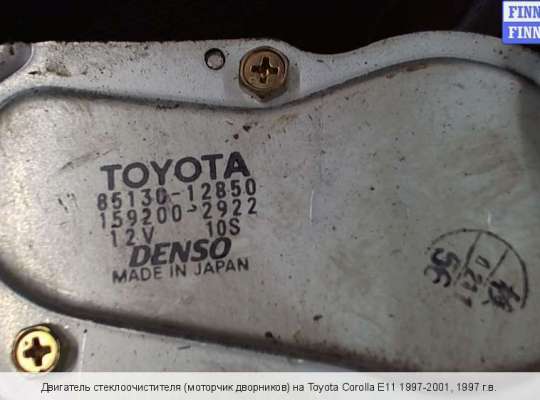 FINN
FINN
TOYOTA
85130-12850
159200-2922
12V 10S
DENSO
MADE IN JAPAN
Двигатель стеклоочистителя (моторчик дворников) на Toyota Corolla E11 1997-2001, 1997 г.в.